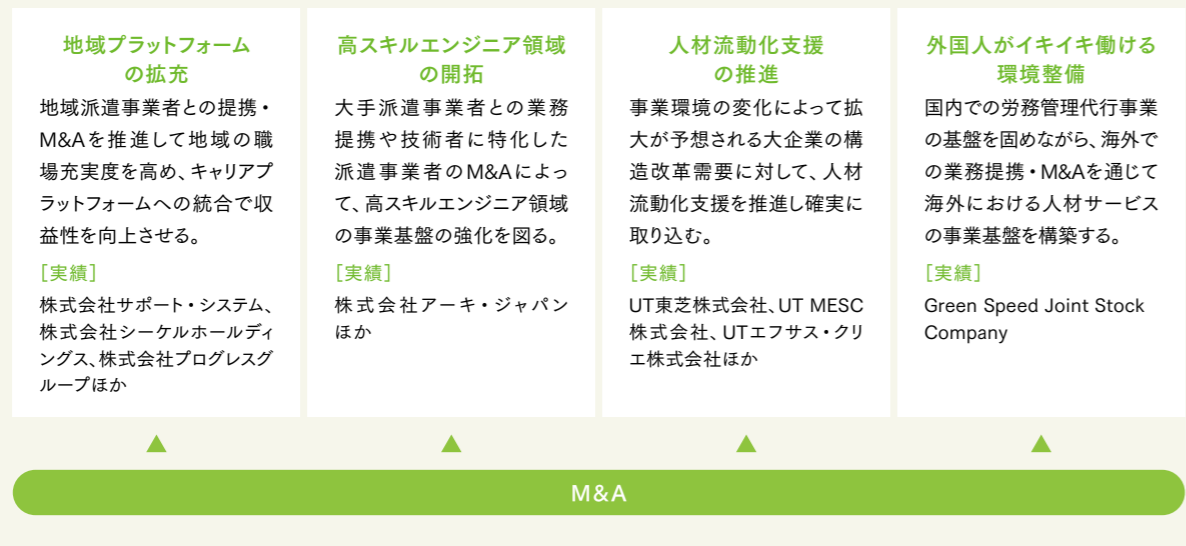 地域プラットフォーム
の拡充
地域派遣事業者との提携・
M&Aを推進して地域の職
場充実度を高め、キャリアプ
ラットフォームへの統合で収
益性を向上させる。
［実績］
株式会社サポート・システム、
株式会社シーケルホールディ
ングス、株式会社プログレスグ
ループほか
高スキルエンジニア領域
の開拓
大手派遣事業者との業務
提携や技術者に特化した
派遣事業者のM&Aによっ
て、高スキルエンジニア領域
の事業基盤の強化を図る。
［実績］
株式会社アーキ・ジャパン
ほか
人材流動化支援
の推進
事業環境の変化によって拡
大が予想される大企業の構
造改革需要に対して、人材
流動化支援を推進し確実に
取り込む。
［実績］
UT東芝株式会社、UT MESC
株式会社、UTエフサス・クリ
エ株式会社ほか
外国人がイキイキ働ける
環境整備
国内での労務管理代行事業
の基盤を固めながら、海外で
の業務提携・M&Aを通じて
海外における人材サービス
の事業基盤を構築する。
［実績］
Green Speed Joint Stock
Company
M&A